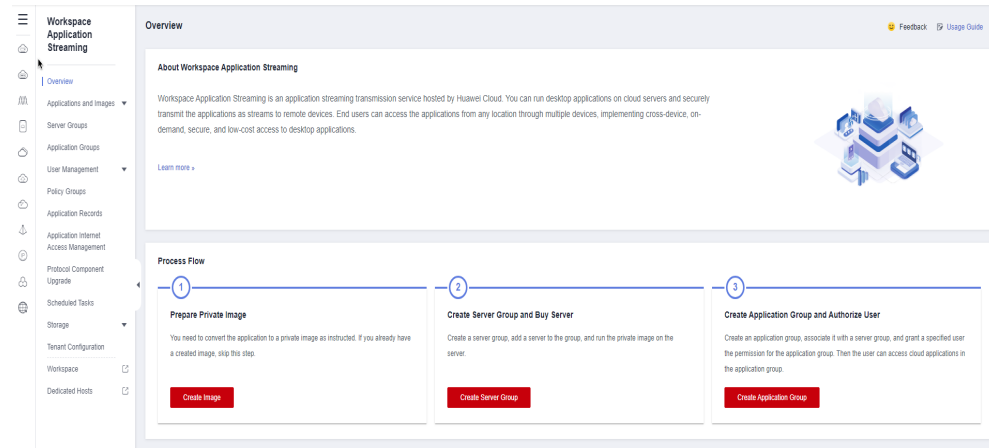 Workspace
Application
Streaming
Overview
Applications and Images
Server Groups
Application Groups
User Management
Policy Groups
Application Records
Application Internet
Access Management
Protocol Component
Upgrade
Scheduled Tasks
Storage
Tenant Configuration
Workspace
Dedicated Hosts
Overview
Feedback
Usage Guide
About Workspace Application Streaming
Workspace Application Streaming is an application streaming transmission service hosted by Huawei Cloud. You can run desktop applications on cloud servers and securely
transmit the applications as streams to remote devices. End users can access the applications from any location through multiple devices, implementing cross-device, on-
demand, secure, and low-cost access to desktop applications.
Learn more »
Process Flow
1
Prepare Private Image
You need to convert the application to a private image as instructed. If you already have
a created image, skip this step.
Create Image
2
Create Server Group and Buy Server
Create a server group, add a server to the group, and run the private image on the
server.
Create Server Group
3
Create Application Group and Authorize User
Create an application group, associate it with a server group, and grant a specified user
the permission for the application group. Then the user can access cloud applications in
the application group.
Create Application Group